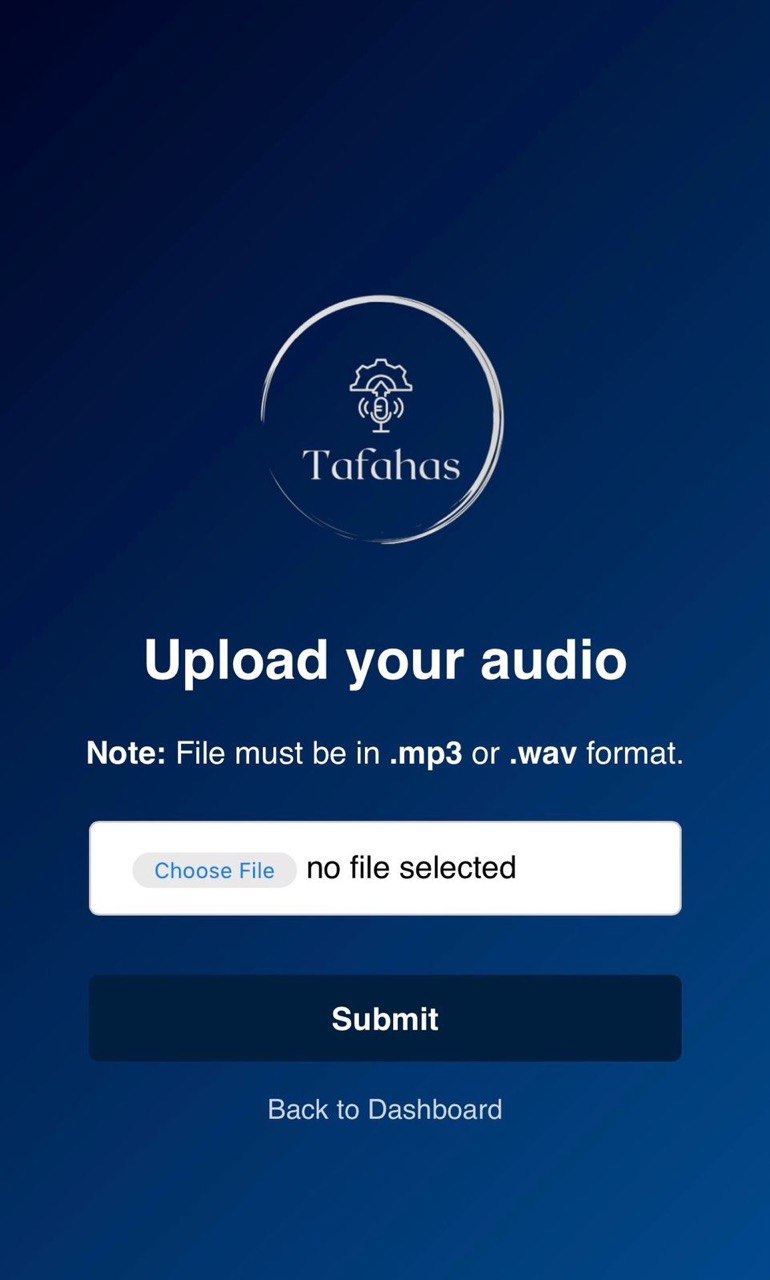 Tafahas
Upload your audio
Note: File must be in .mp3 or .wav format.
Choose File no file selected
Submit
Back to Dashboard